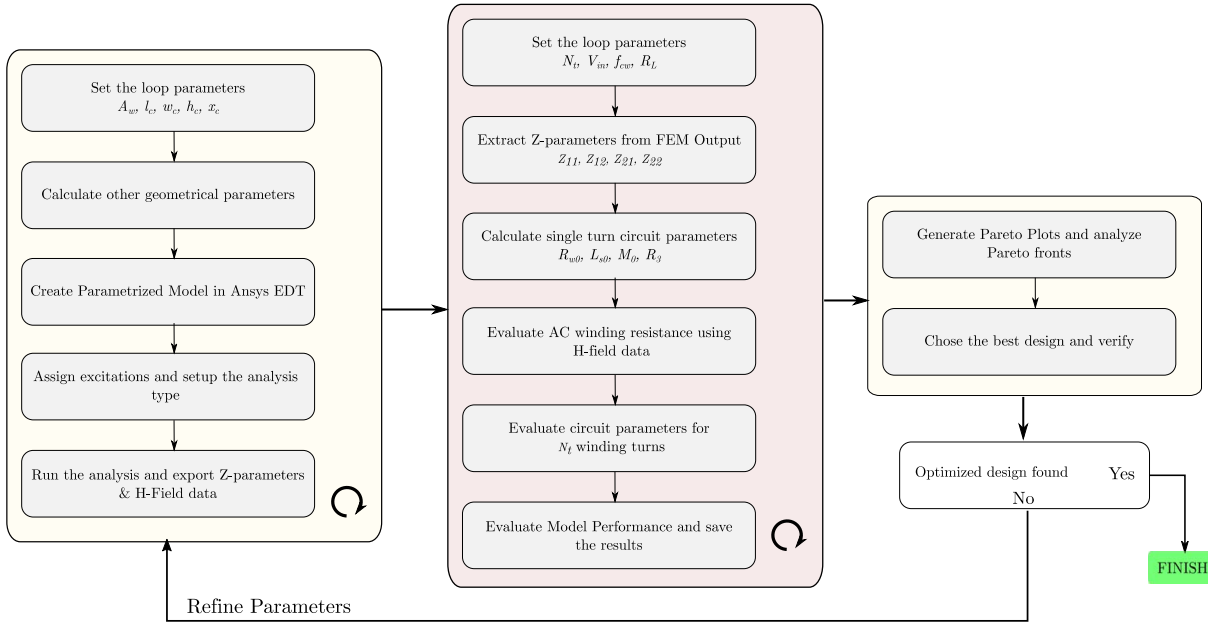 Set the loop parameters
A_w, l_c, w_c, h_c, x_c
Calculate other geometrical parameters
Create Parametrized Model in Ansys EDT
Assign excitations and setup the analysis
type
Run the analysis and export Z-parameters
& H-Field data
Set the loop parameters
N_t, V_in, f_cw, R_L
Extract Z-parameters from FEM Output
Z_11, Z_12, Z_21, Z_22
Calculate single turn circuit parameters
R_w0, L_s0, M_0, R_3
Evaluate AC winding resistance using
H-field data
Evaluate circuit parameters for
N_t winding turns
Evaluate Model Performance and save
the results
Generate Pareto Plots and analyze
Pareto fronts
Chose the best design and verify
Optimized design found
Yes
No
FINISH
Refine Parameters